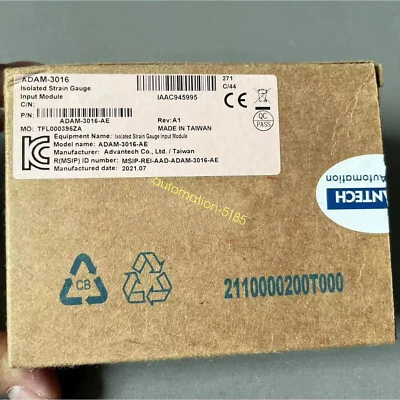 ADAM-3016
Isolated Strain Gauge
Input Module
C/N:
P/N:
ADAM-3016-AE
MO: TFL000396ZA
IAAC945995
271
C/44
Rev:A1
MADE IN TAIWAN
QC
PASS
Equipment Name: Isolated Strain Gauge Input Module
Model Number: ADAM-3016-AE
Manufacturer: Advantech Co., Ltd. / Taiwan
R(MSIP) ID number: MSIP-REI-AAD-ADAM-3016-AE
Manufactured date: 2021.07
automation-5185
ANTECH
Automation
CB
2110000200T000